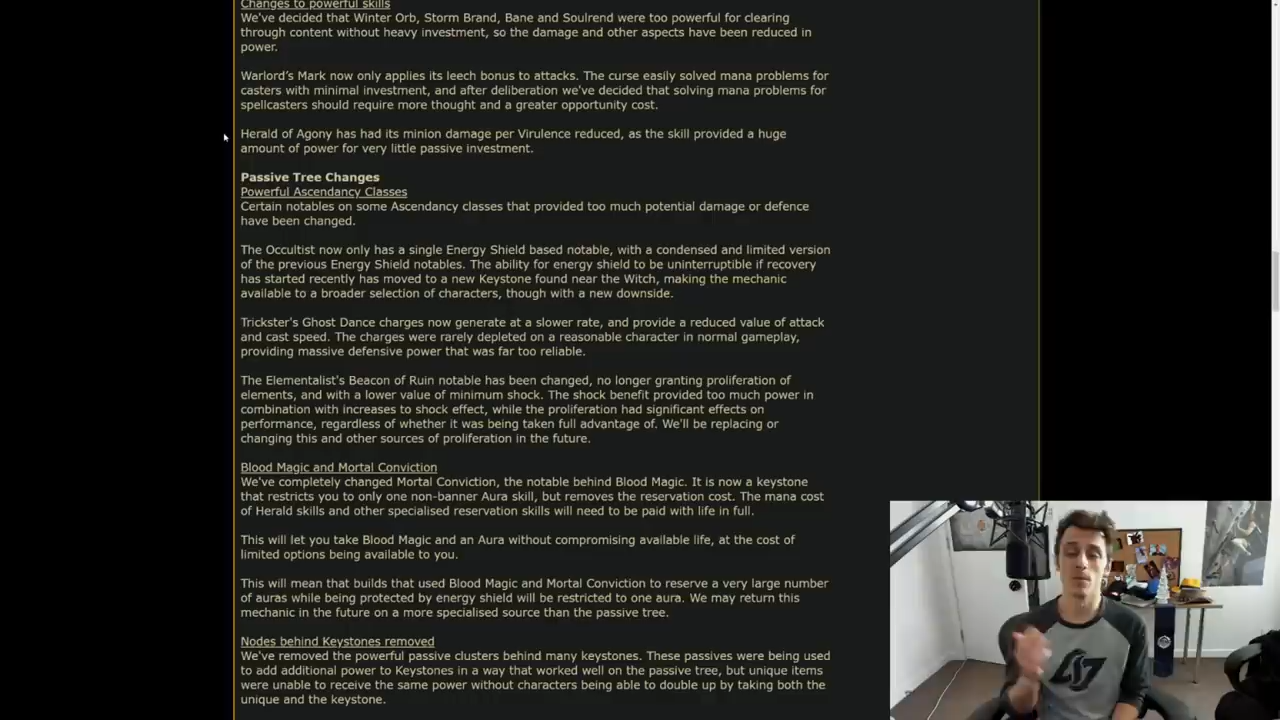 Changes to powerful skills
We've decided that Winter Orb, Storm Brand, Bane and Soulrend were too powerful for clearing
through content without heavy investment, so the damage and other aspects have been reduced in
power.
Warlord's Mark now only applies its leech bonus to attacks. The curse easily solved mana problems for
casters with minimal investment, and after deliberation we've decided that solving mana problems for
spellcasters should require more thought and a greater opportunity cost.
Herald of Agony has had its minion damage per Virulence reduced, as the skill provided a huge
amount of power for very little passive investment.
Passive Tree Changes
Powerful Ascendancy Classes
Certain notables on some Ascendancy classes that provided too much potential damage or defence
have been changed.
The Occultist now only has a single Energy Shield based notable, with a condensed and limited version
of the previous Energy Shield notables. The ability for energy shield to be uninterruptible if recovery
has started recently has moved to a new Keystone found near the Witch, making the mechanic
available to a broader selection of characters, though with a new downside.
Trickster's Ghost Dance charges now generate at a slower rate, and provide a reduced value of attack
and cast speed. The charges were rarely depleted on a reasonable character in normal gameplay,
providing massive defensive power that was far too reliable.
The Elementalist's Beacon of Ruin notable has been changed, no longer granting proliferation of
elements, and with a lower value of minimum shock. The shock benefit provided too much power in
combination with increases to shock effect, while the proliferation had significant effects on
performance, regardless of whether it was being taken full advantage of. We'll be replacing or
changing this and other sources of proliferation in the future.
Blood Magic and Mortal Conviction
We've completely changed Mortal Conviction, the notable behind Blood Magic. It is now a keystone
that restricts you to only one non-banner Aura skill, but removes the reservation cost. The mana cost
of Herald skills and other specialised reservation skills will need to be paid with life in full.
This will let you take Blood Magic and an Aura without compromising available life, at the cost of
limited options being available to you.
This will mean that builds that used Blood Magic and Mortal Conviction to reserve a very large number
of auras while being protected by energy shield will be restricted to one aura. We may return this
mechanic in the future on a more specialised source than the passive tree.
Nodes behind Keystones removed
We've removed the powerful passive clusters behind many keystones. These passives were being used
to add additional power to Keystones in a way that worked well on the passive tree, but unique items
were unable to receive the same power without characters being able to double up by taking both the
unique and the keystone.